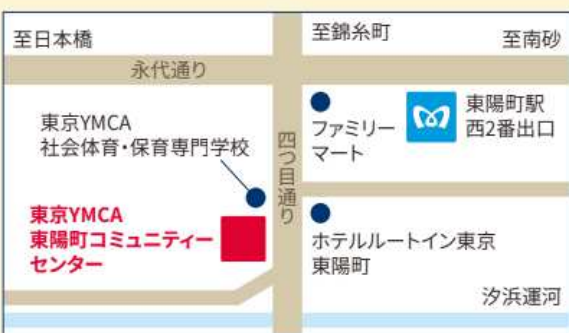 至日本橋
至錦糸町
至南砂
永代通り
東京YMCA
社会体育・保育専門学校
四つ目通り
ファミリー
マート
東陽町駅
西2番出口
東京YMCA
東陽町コミュニティー
センター
ホテルルートイン東京
東陽町
汐浜運河